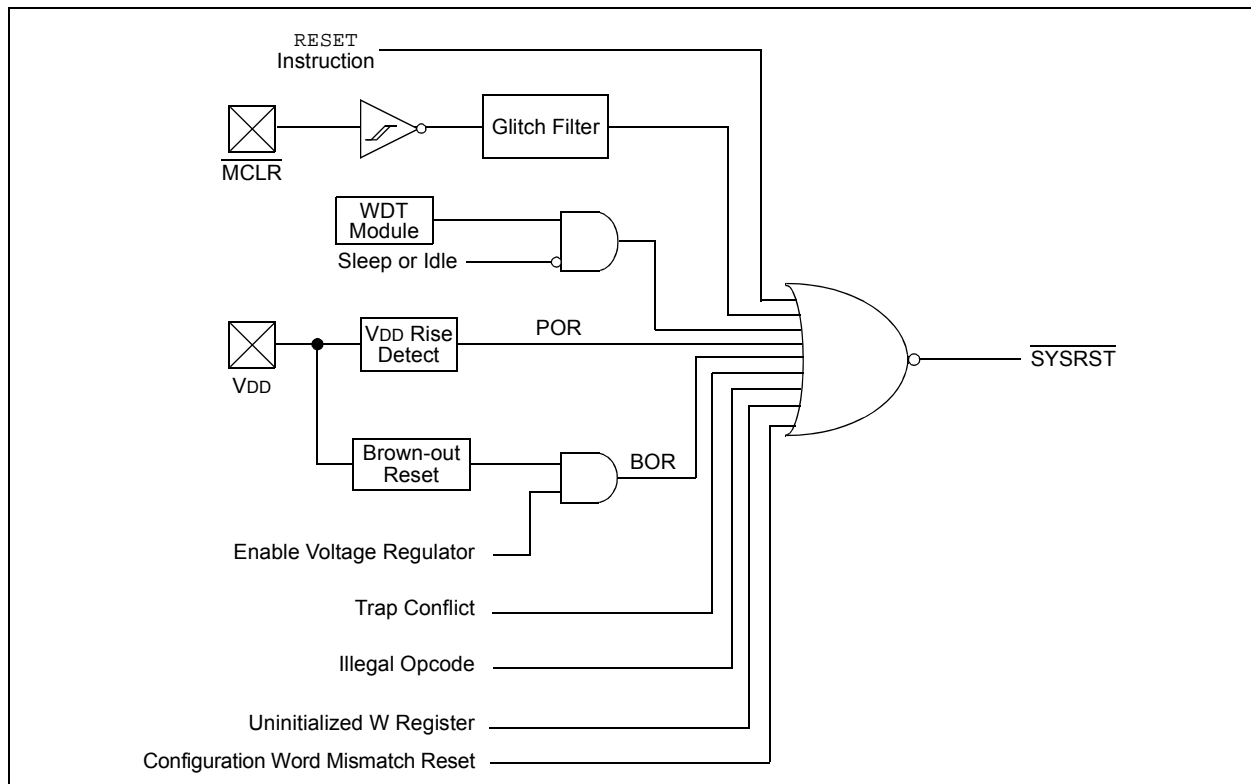 RESET
Instruction
MCLR
Glitch Filter
WDT
Module
Sleep or Idle
VDD
VDD Rise
Detect
POR
SYSRST
Brown-out
Reset
BOR
Enable Voltage Regulator
Trap Conflict
Illegal Opcode
Uninitialized W Register
Configuration Word Mismatch Reset